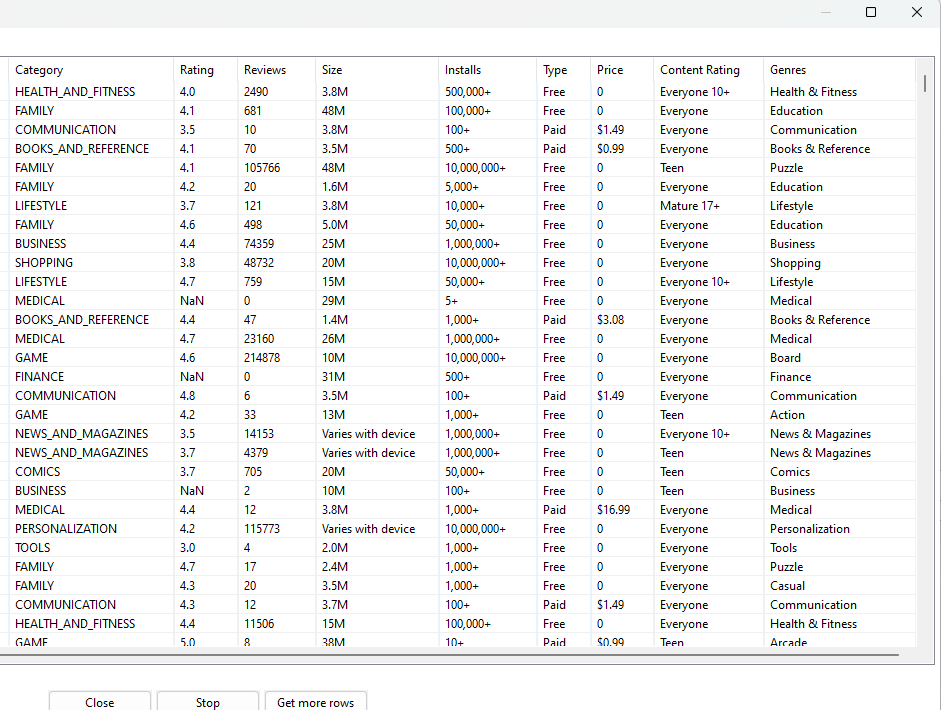 Category Rating Reviews Size Installs Type Price Content Rating Genres
HEALTH_AND_FITNESS 4.0 2490 3.8M 500,000+ Free 0 Everyone 10+ Health & Fitness
FAMILY 4.1 681 48M 100,000+ Free 0 Everyone Education
COMMUNICATION 3.5 10 3.8M 100+ Paid $1.49 Everyone Communication
BOOKS_AND_REFERENCE 4.1 70 3.5M 500+ Paid $0.99 Everyone Books & Reference
FAMILY 4.1 105766 48M 10,000,000+ Free 0 Teen Puzzle
FAMILY 4.2 20 1.6M 5,000+ Free 0 Everyone Education
LIFESTYLE 3.7 121 3.8M 10,000+ Free 0 Mature 17+ Lifestyle
FAMILY 4.6 498 5.0M 50,000+ Free 0 Everyone Education
BUSINESS 4.4 74359 25M 1,000,000+ Free 0 Everyone Business
SHOPPING 3.8 48732 20M 10,000,000+ Free 0 Everyone Shopping
LIFESTYLE 4.7 759 15M 50,000+ Free 0 Everyone 10+ Lifestyle
MEDICAL NaN 0 29M 5+ Free 0 Everyone Medical
BOOKS_AND_REFERENCE 4.4 47 1.4M 1,000+ Paid $3.08 Everyone Books & Reference
MEDICAL 4.7 23160 26M 1,000,000+ Free 0 Everyone Medical
GAME 4.6 214878 10M 10,000,000+ Free 0 Everyone Board
FINANCE NaN 0 31M 500+ Free 0 Everyone Finance
COMMUNICATION 4.8 6 3.5M 100+ Paid $1.49 Everyone Communication
GAME 4.2 33 13M 1,000+ Free 0 Teen Action
NEWS_AND_MAGAZINES 3.5 14153 Varies with device 1,000,000+ Free 0 Everyone 10+ News & Magazines
NEWS_AND_MAGAZINES 3.7 4379 Varies with device 1,000,000+ Free 0 Teen News & Magazines
COMICS 3.7 705 20M 50,000+ Free 0 Teen Comics
BUSINESS NaN 2 10M 100+ Free 0 Teen Business
MEDICAL 4.4 12 3.8M 1,000+ Paid $16.99 Everyone Medical
PERSONALIZATION 4.2 115773 Varies with device 10,000,000+ Free 0 Everyone Personalization
TOOLS 3.0 4 2.0M 1,000+ Free 0 Everyone Tools
FAMILY 4.7 17 2.4M 1,000+ Free 0 Everyone Puzzle
FAMILY 4.3 20 3.5M 1,000+ Free 0 Everyone Casual
COMMUNICATION 4.3 12 3.7M 100+ Paid $1.49 Everyone Communication
HEALTH_AND_FITNESS 4.4 11506 15M 100,000+ Free 0 Everyone Health & Fitness
GAME 5.0 8 38M 10+ Paid $0.99 Teen Arcade
Close Stop Get more rows